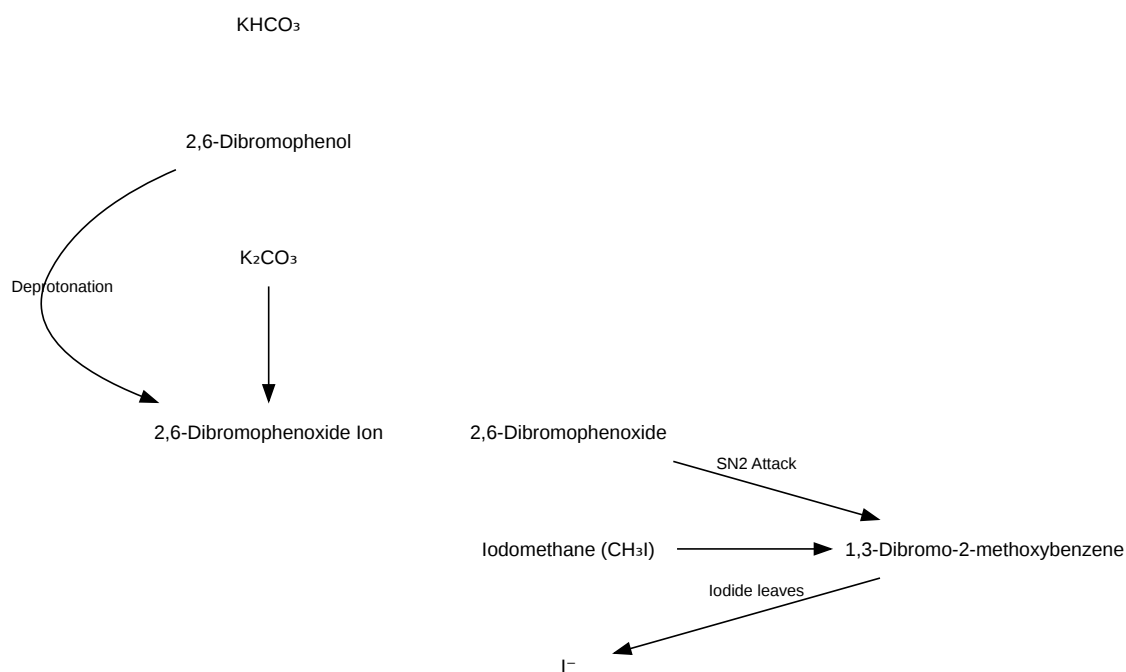 KHCO₃
2,6-Dibromophenol
K₂CO₃
Deprotonation
2,6-Dibromophenoxide Ion
2,6-Dibromophenoxide
SN2 Attack
Iodomethane (CH₃I)
1,3-Dibromo-2-methoxybenzene
Iodide leaves
I⁻